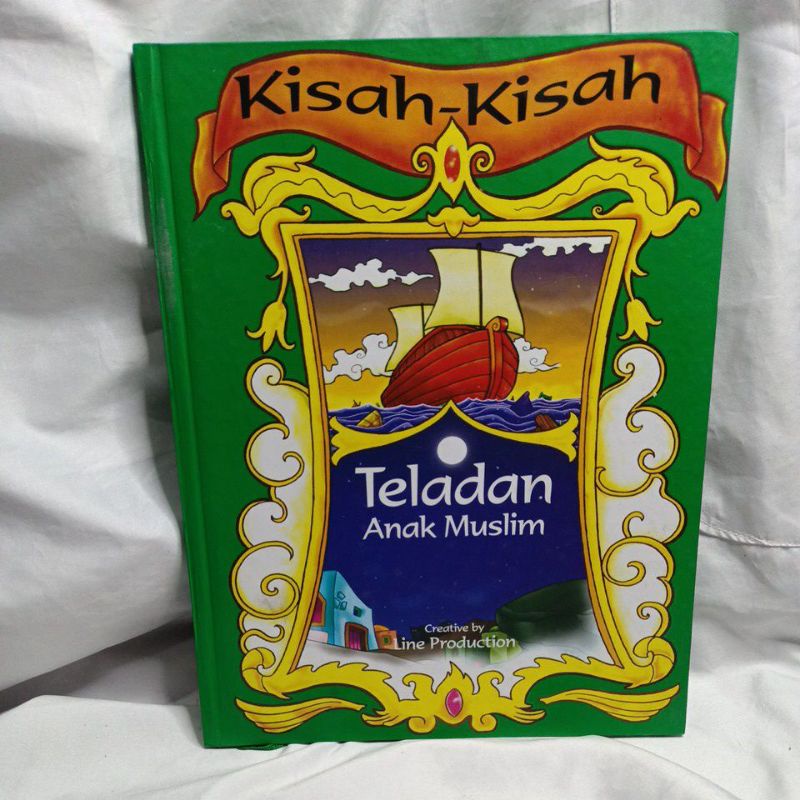 Kisah-Kisah
Teladan
Anak Muslim
Creative by
Line Production